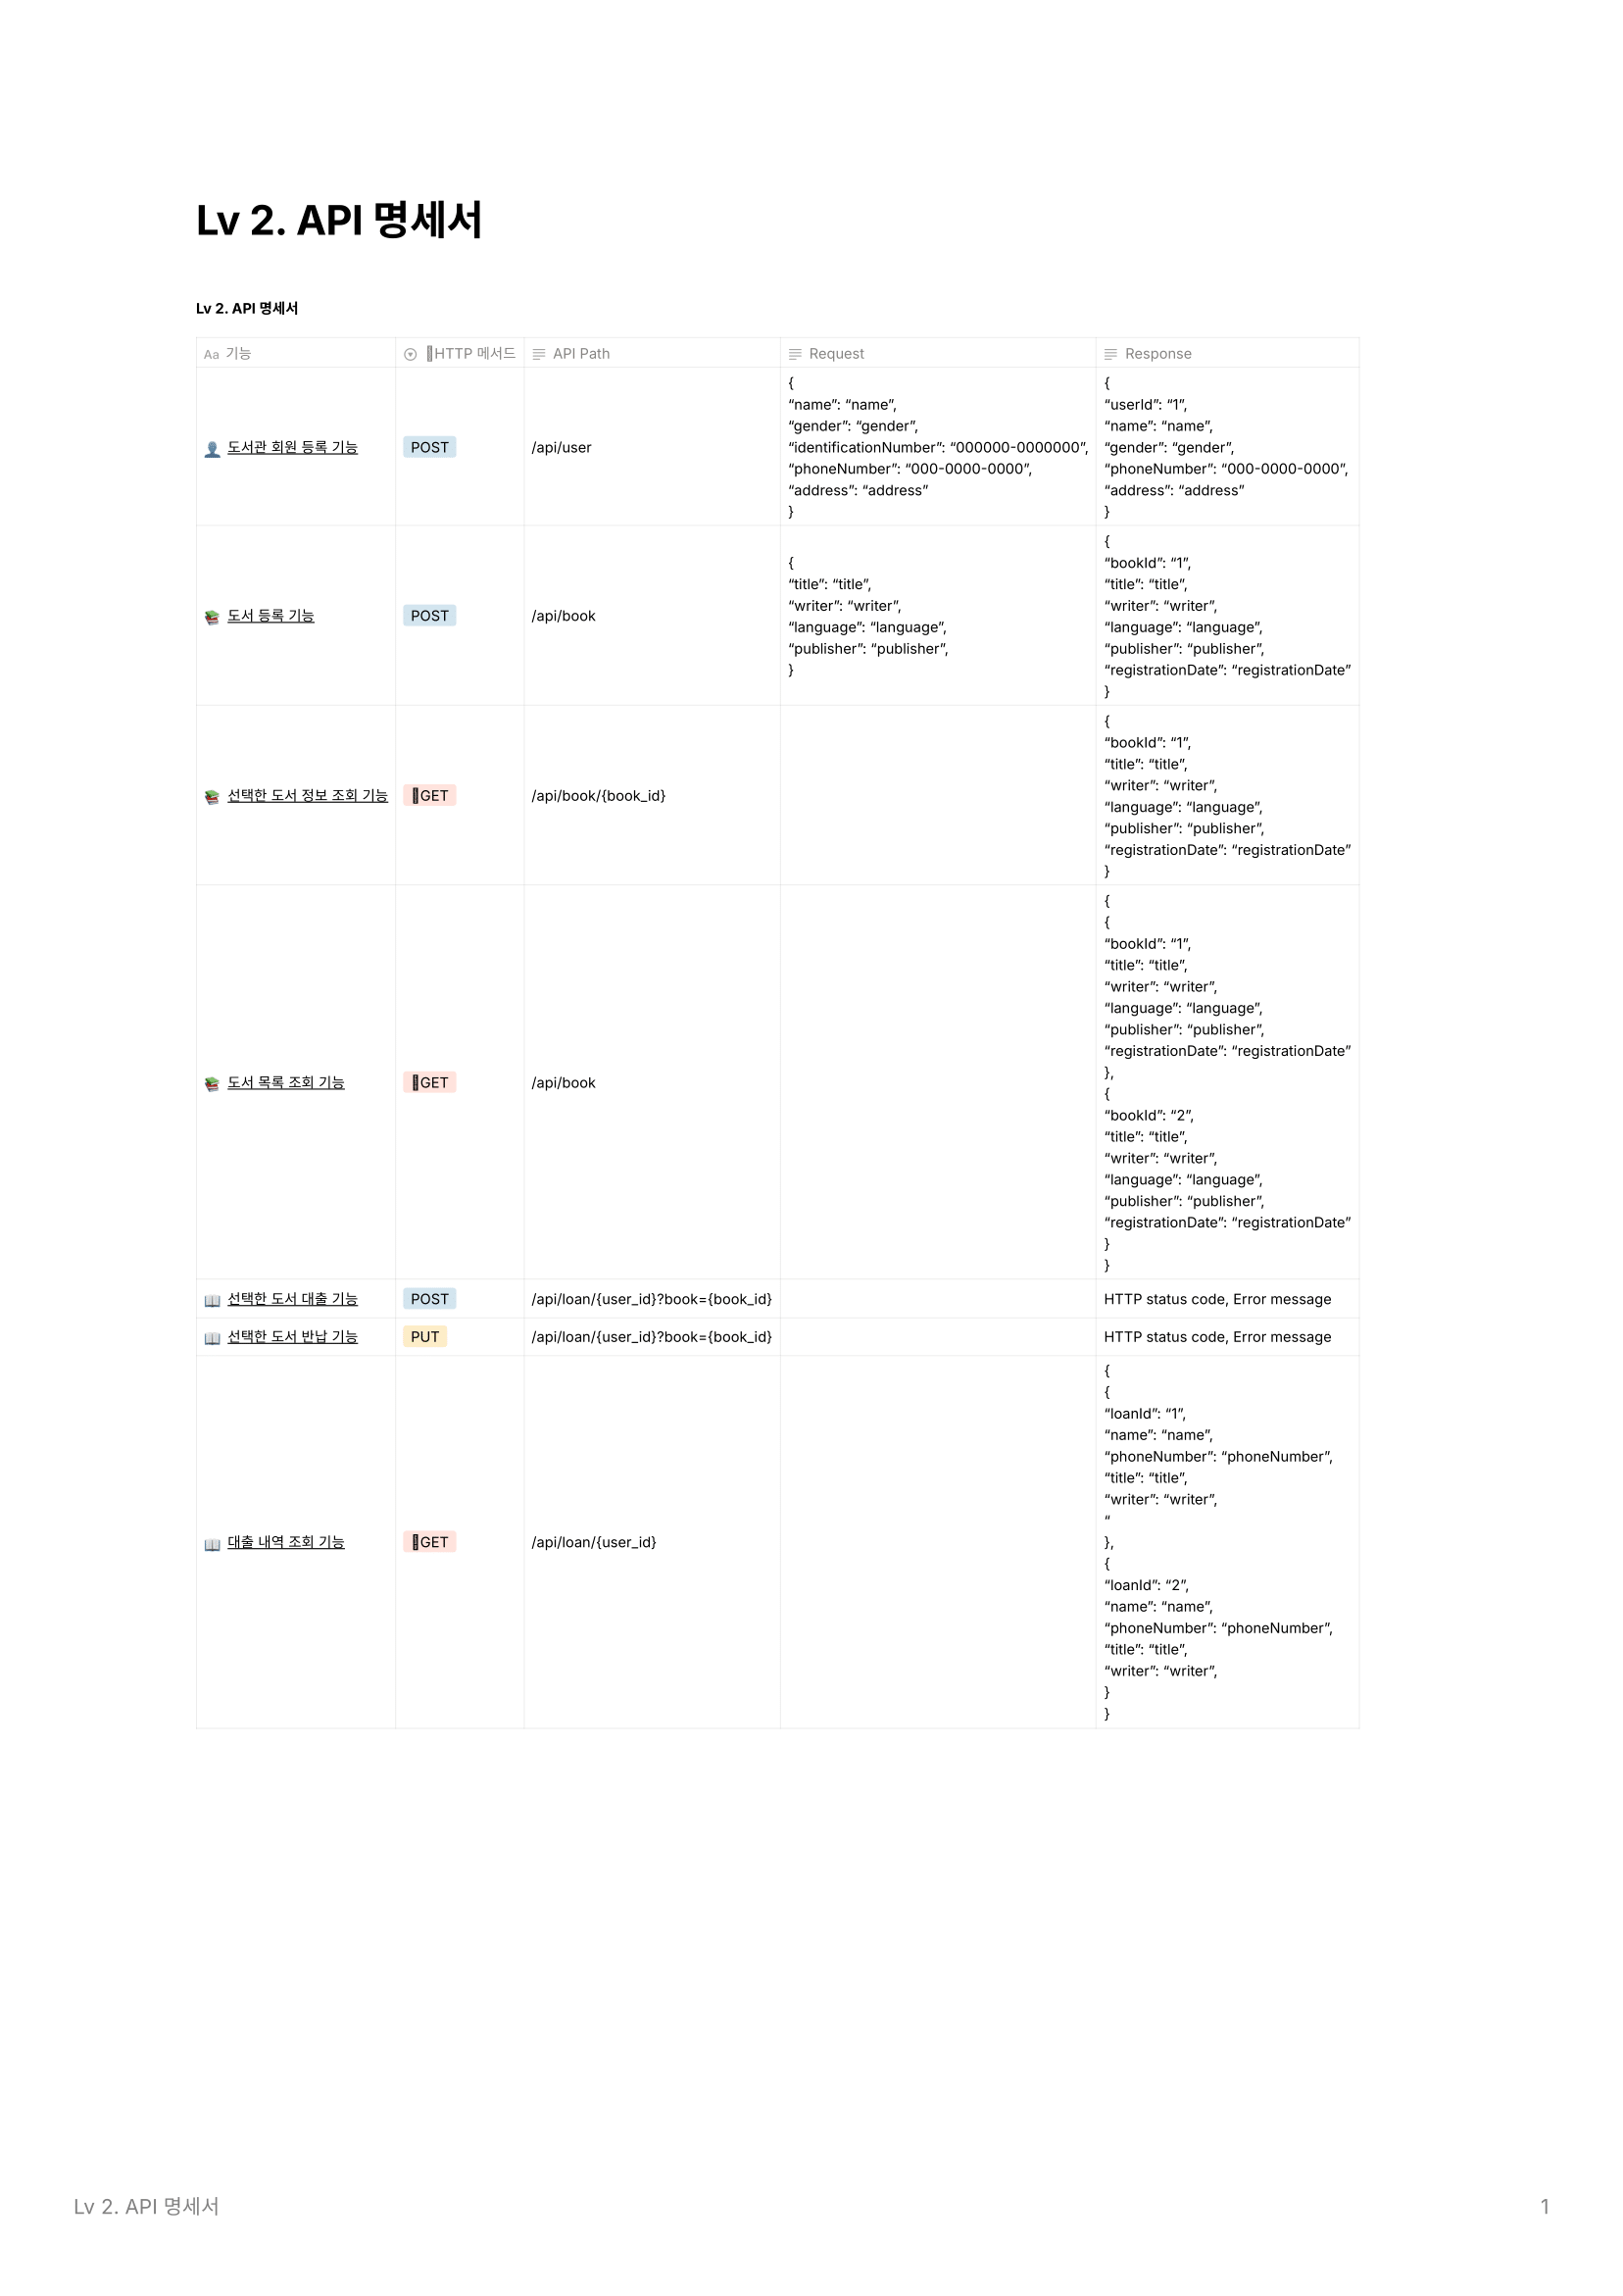 Lv 2. API 명세서
Lv 2. API 명세서
Aa 기능 HTTP 메서드 API Path Request Response
👤 도서관 회원 등록 기능 POST /api/user
{
“name”: “name”,
“gender”: “gender”,
“identificationNumber”: “000000-0000000”,
“phoneNumber”: “000-0000-0000”,
“address”: “address”
}
{
“userId”: “1”,
“name”: “name”,
“gender”: “gender”,
“phoneNumber”: “000-0000-0000”,
“address”: “address”
}
📚 도서 등록 기능 POST /api/book
{
“title”: “title”,
“writer”: “writer”,
“language”: “language”,
“publisher”: “publisher”,
}
{
“bookId”: “1”,
“title”: “title”,
“writer”: “writer”,
“language”: “language”,
“publisher”: “publisher”,
“registrationDate”: “registrationDate”
}
📚 선택한 도서 정보 조회 기능 GET /api/book/{book_id}
{
“bookId”: “1”,
“title”: “title”,
“writer”: “writer”,
“language”: “language”,
“publisher”: “publisher”,
“registrationDate”: “registrationDate”
}
📚 도서 목록 조회 기능 GET /api/book
{
{
“bookId”: “1”,
“title”: “title”,
“writer”: “writer”,
“language”: “language”,
“publisher”: “publisher”,
“registrationDate”: “registrationDate”
},
{
“bookId”: “2”,
“title”: “title”,
“writer”: “writer”,
“language”: “language”,
“publisher”: “publisher”,
“registrationDate”: “registrationDate”
}
}
📖 선택한 도서 대출 기능 POST /api/loan/{user_id}?book={book_id} HTTP status code, Error message
📖 선택한 도서 반납 기능 PUT /api/loan/{user_id}?book={book_id} HTTP status code, Error message
📖 대출 내역 조회 기능 GET /api/loan/{user_id}
{
{
“loanId”: “1”,
“name”: “name”,
“phoneNumber”: “phoneNumber”,
“title”: “title”,
“writer”: “writer”,
“
},
{
“loanId”: “2”,
“name”: “name”,
“phoneNumber”: “phoneNumber”,
“title”: “title”,
“writer”: “writer”,
}
}
Lv 2. API 명세서 1